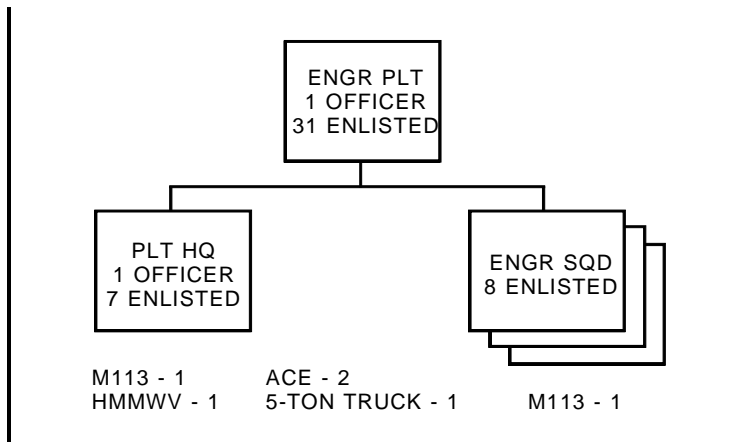 ENGR PLT
1 OFFICER
31 ENLISTED
PLT HQ
1 OFFICER
7 ENLISTED
ENGR SQD
8 ENLISTED
M113 - 1
HMMWV - 1
ACE - 2
5-TON TRUCK - 1
M113 - 1